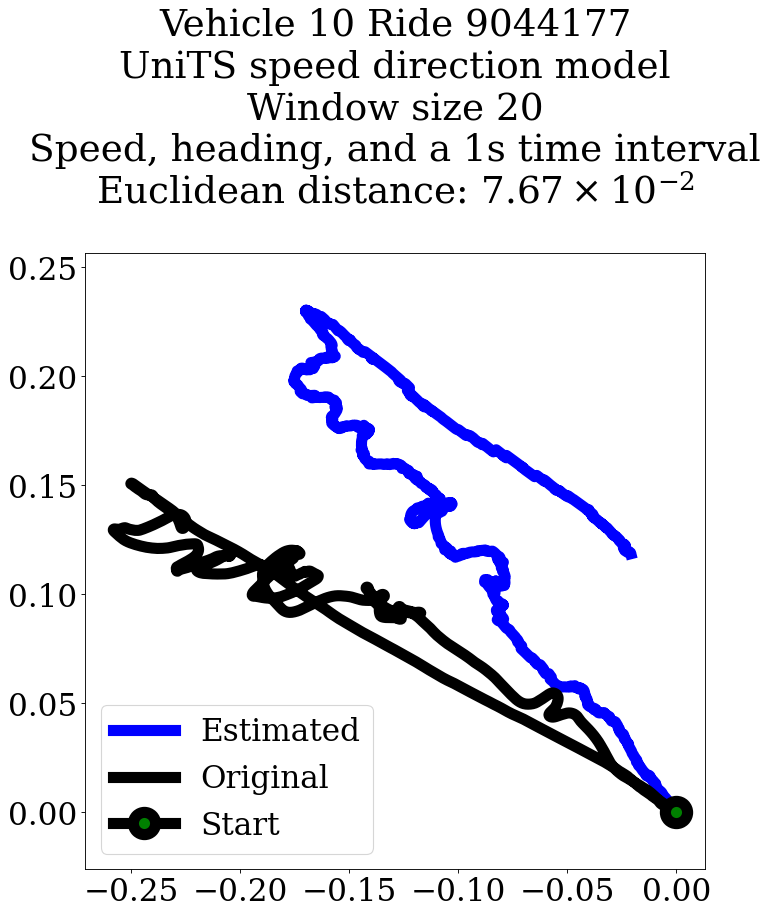 Vehicle 10 Ride 9044177
UniTS speed direction model
Window size 20
Speed, heading, and a 1s time interval
Euclidean distance: 7.67 × 10⁻²
0.25
0.20
0.15
0.10
0.05
0.00
Estimated
Original
Start
−0.25 −0.20 −0.15 −0.10 −0.05 0.00